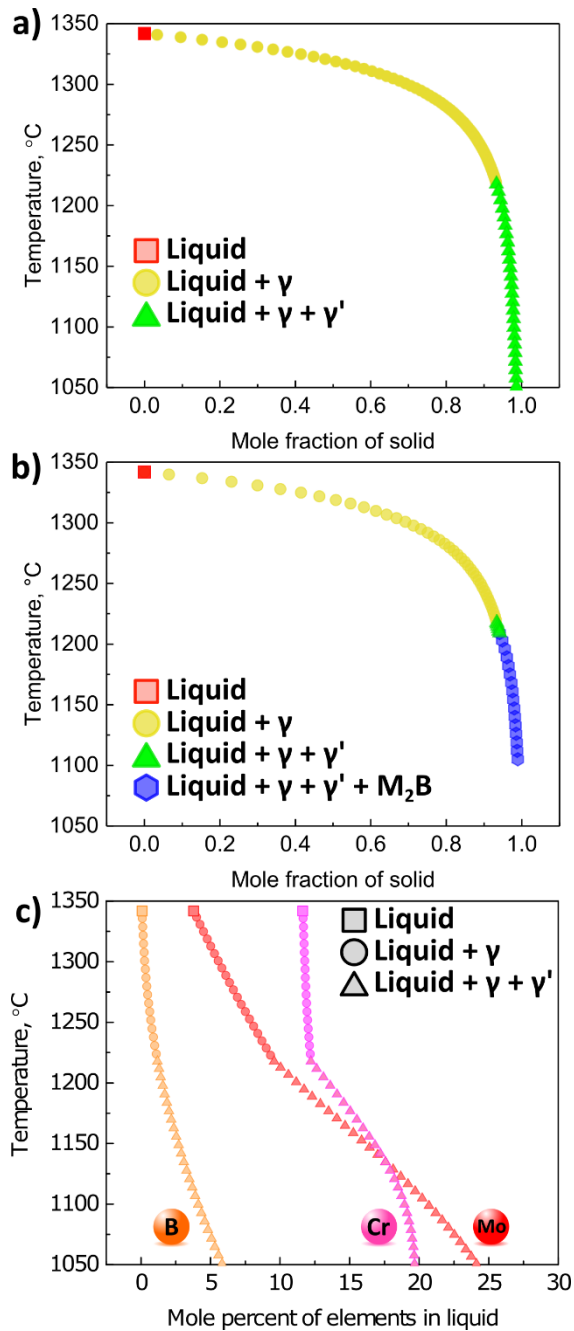 a)
1350
1300
1250
1200
1150
1100
1050
Temperature, °C
Liquid
Liquid + γ
Liquid + γ + γ'
0.0 0.2 0.4 0.6 0.8 1.0
Mole fraction of solid
b)
1350
1300
1250
1200
1150
1100
1050
Temperature, °C
Liquid
Liquid + γ
Liquid + γ + γ'
Liquid + γ + γ' + M₂B
0.0 0.2 0.4 0.6 0.8 1.0
Mole fraction of solid
c)
1350
1300
1250
1200
1150
1100
1050
Temperature, °C
Liquid
Liquid + γ
Liquid + γ + γ'
B Cr Mo
0 5 10 15 20 25 30
Mole percent of elements in liquid